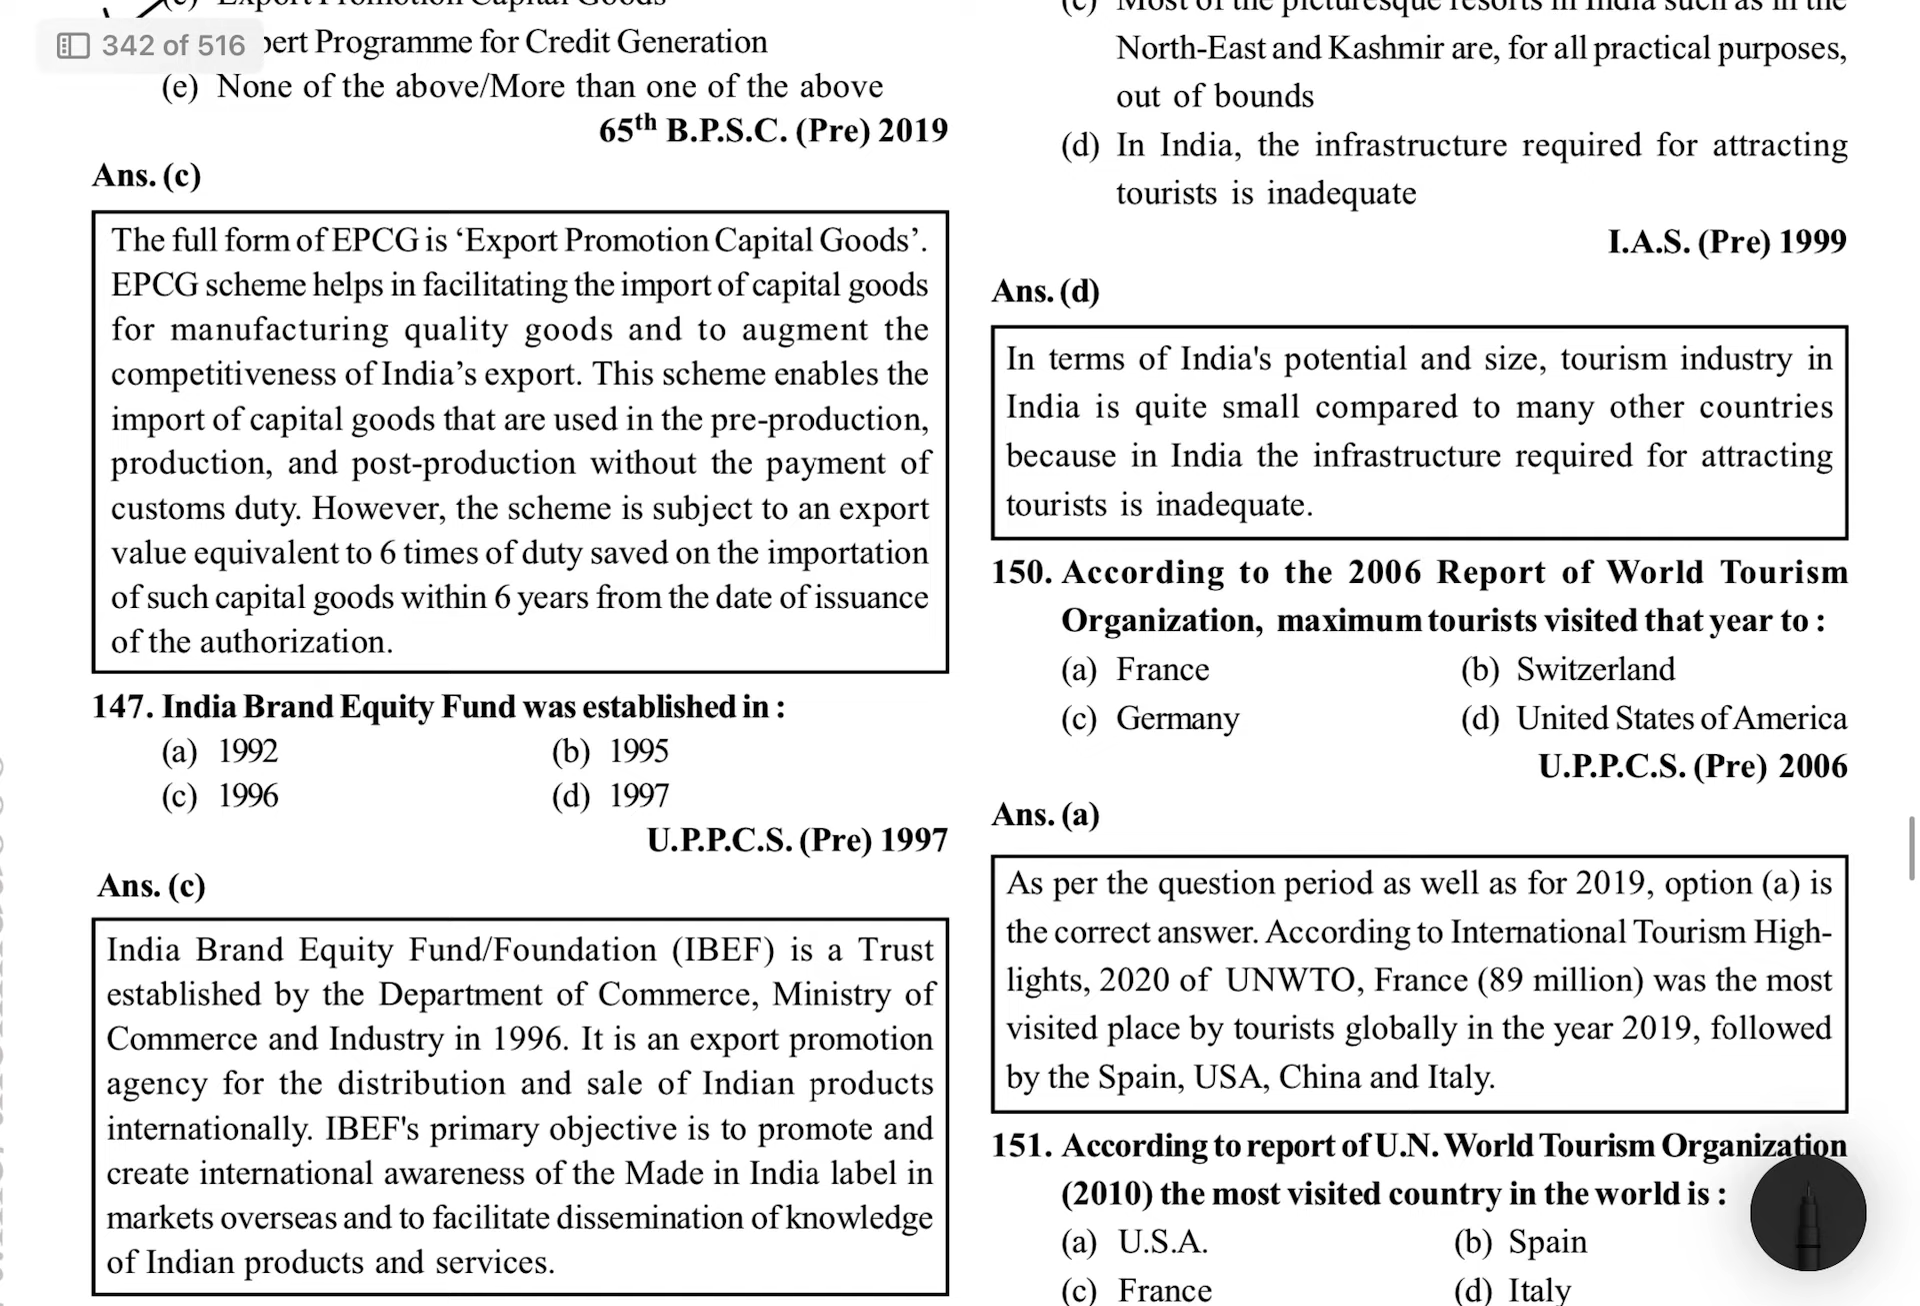 342 of 516
Export Promotion Capital Goods
pert Programme for Credit Generation
(e) None of the above/More than one of the above
65th B.P.S.C. (Pre) 2019
Ans. (c)
The full form of EPCG is ‘Export Promotion Capital Goods’.
EPCG scheme helps in facilitating the import of capital goods
for manufacturing quality goods and to augment the
competitiveness of India’s export. This scheme enables the
import of capital goods that are used in the pre-production,
production, and post-production without the payment of
customs duty. However, the scheme is subject to an export
value equivalent to 6 times of duty saved on the importation
of such capital goods within 6 years from the date of issuance
of the authorization.
147. India Brand Equity Fund was established in :
(a) 1992 (b) 1995
(c) 1996 (d) 1997
U.P.P.C.S. (Pre) 1997
Ans. (c)
India Brand Equity Fund/Foundation (IBEF) is a Trust
established by the Department of Commerce, Ministry of
Commerce and Industry in 1996. It is an export promotion
agency for the distribution and sale of Indian products
internationally. IBEF's primary objective is to promote and
create international awareness of the Made in India label in
markets overseas and to facilitate dissemination of knowledge
of Indian products and services.
(c) Most of the picturesque resorts in India such as in the
North-East and Kashmir are, for all practical purposes,
out of bounds
(d) In India, the infrastructure required for attracting
tourists is inadequate
I.A.S. (Pre) 1999
Ans. (d)
In terms of India's potential and size, tourism industry in
India is quite small compared to many other countries
because in India the infrastructure required for attracting
tourists is inadequate.
150. According to the 2006 Report of World Tourism
Organization, maximum tourists visited that year to :
(a) France (b) Switzerland
(c) Germany (d) United States of America
U.P.P.C.S. (Pre) 2006
Ans. (a)
As per the question period as well as for 2019, option (a) is
the correct answer. According to International Tourism High-
lights, 2020 of UNWTO, France (89 million) was the most
visited place by tourists globally in the year 2019, followed
by the Spain, USA, China and Italy.
151. According to report of U.N. World Tourism Organization
(2010) the most visited country in the world is :
(a) U.S.A. (b) Spain
(c) France (d) Italy